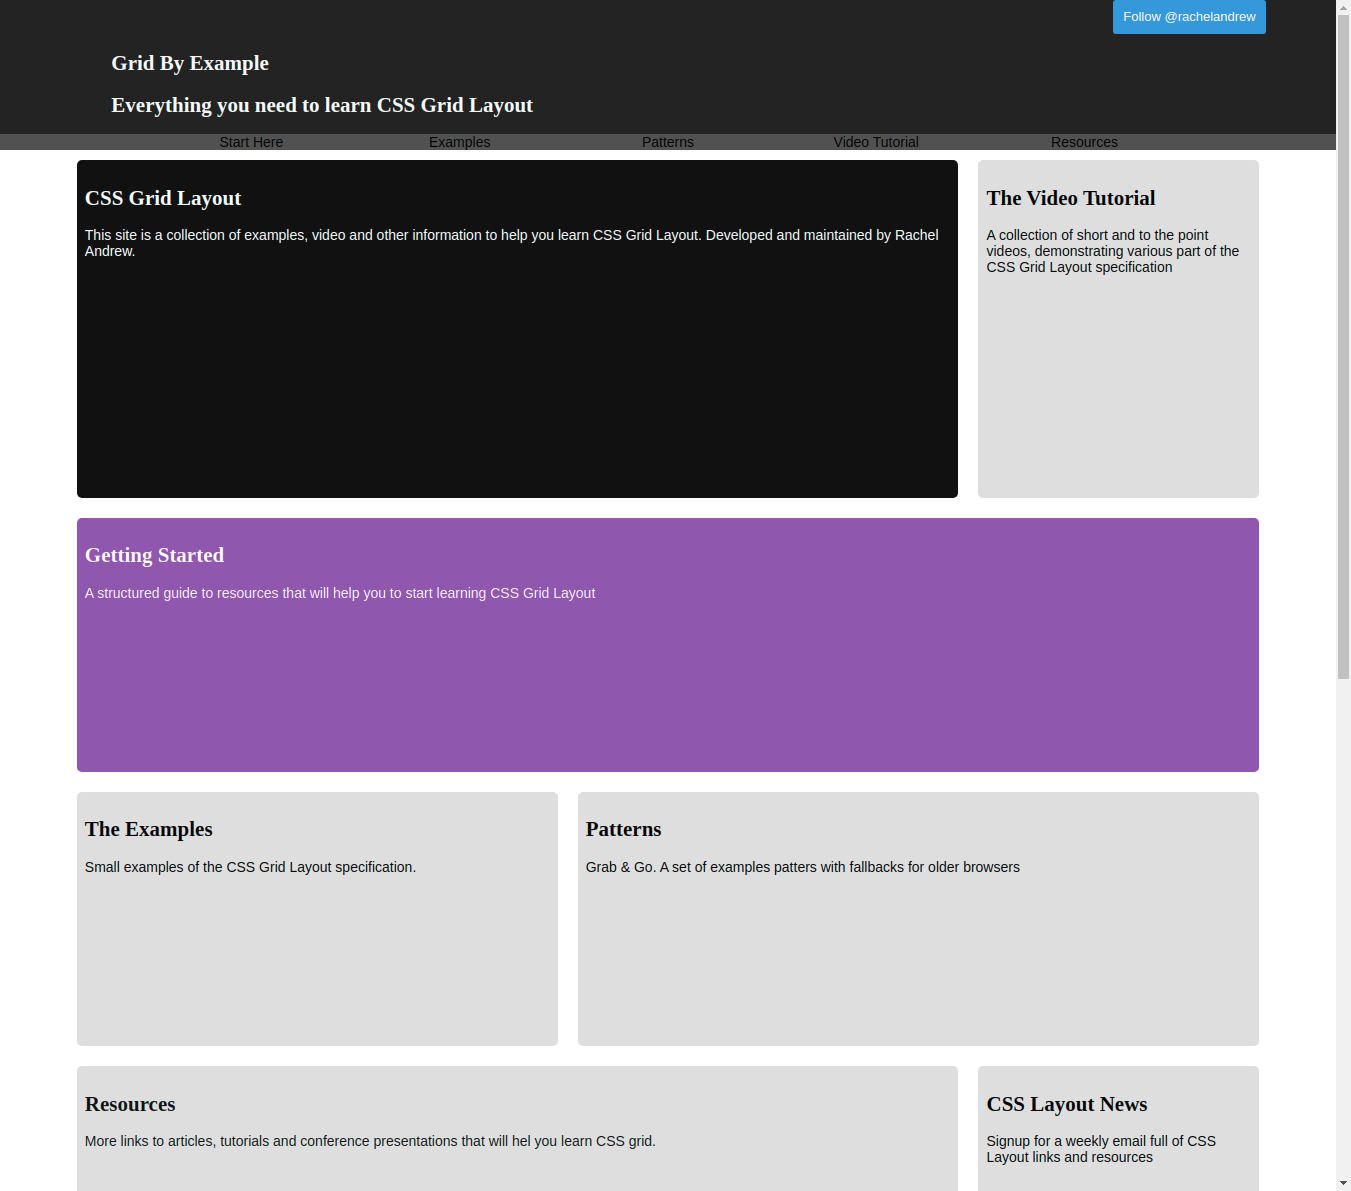 Follow @rachelandrew
Grid By Example
Everything you need to learn CSS Grid Layout
Start Here
Examples
Patterns
Video Tutorial
Resources
CSS Grid Layout
This site is a collection of examples, video and other information to help you learn CSS Grid Layout. Developed and maintained by Rachel
Andrew.
The Video Tutorial
A collection of short and to the point
videos, demonstrating various part of the
CSS Grid Layout specification
Getting Started
A structured guide to resources that will help you to start learning CSS Grid Layout
The Examples
Small examples of the CSS Grid Layout specification.
Patterns
Grab & Go. A set of examples patters with fallbacks for older browsers
Resources
More links to articles, tutorials and conference presentations that will hel you learn CSS grid.
CSS Layout News
Signup for a weekly email full of CSS
Layout links and resources